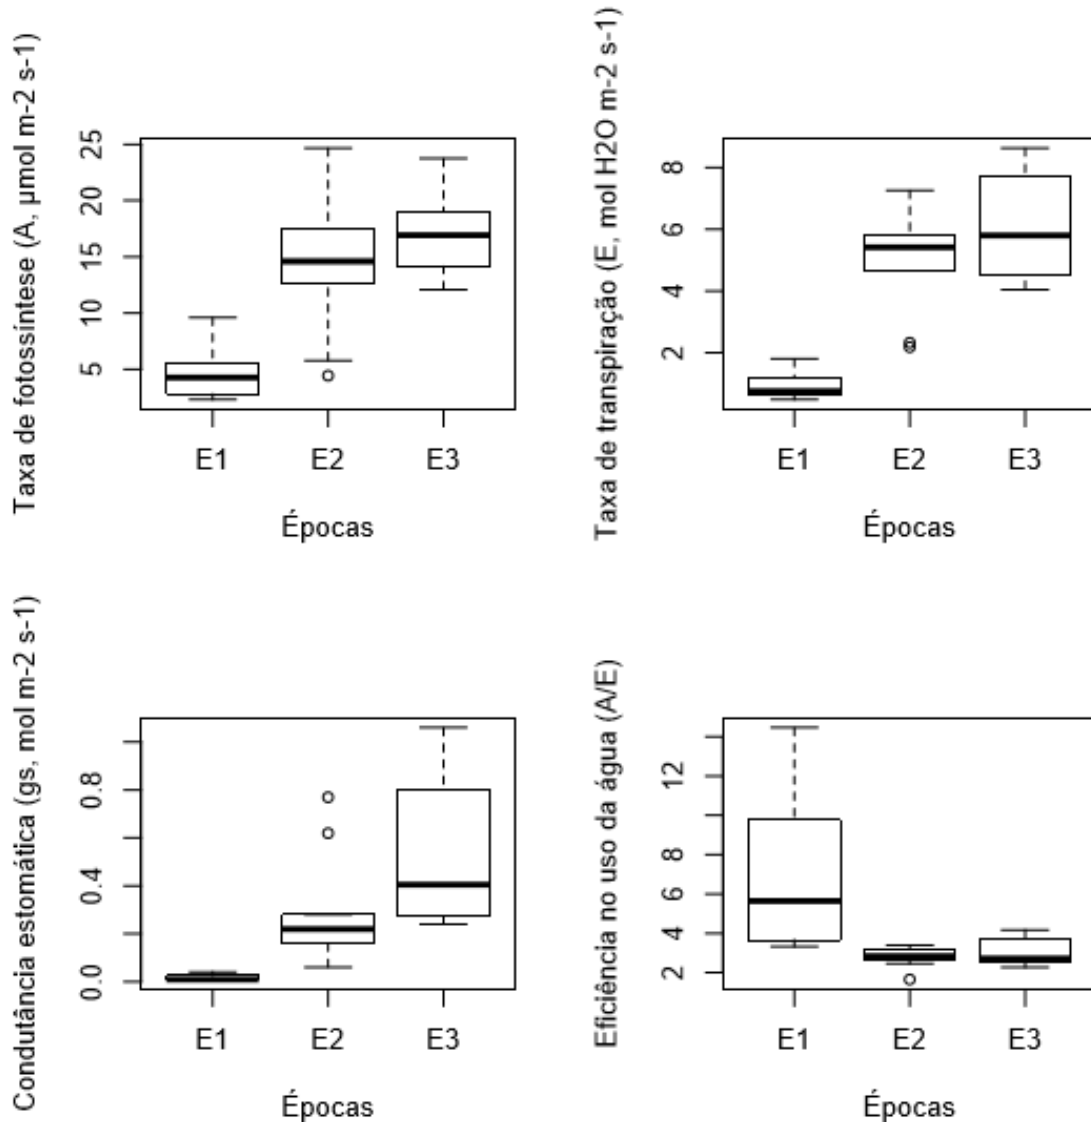 Taxa de fotossíntese (A, µmol m-2 s-1)
25
20
15
10
5
E1 E2 E3
Épocas
Taxa de transpiração (E, mol H2O m-2 s-1)
8
6
4
2
E1 E2 E3
Épocas
Condutância estomática (gs, mol m-2 s-1)
0.8
0.4
0.0
E1 E2 E3
Épocas
Eficiência no uso da água (A/E)
12
8
6
4
2
E1 E2 E3
Épocas